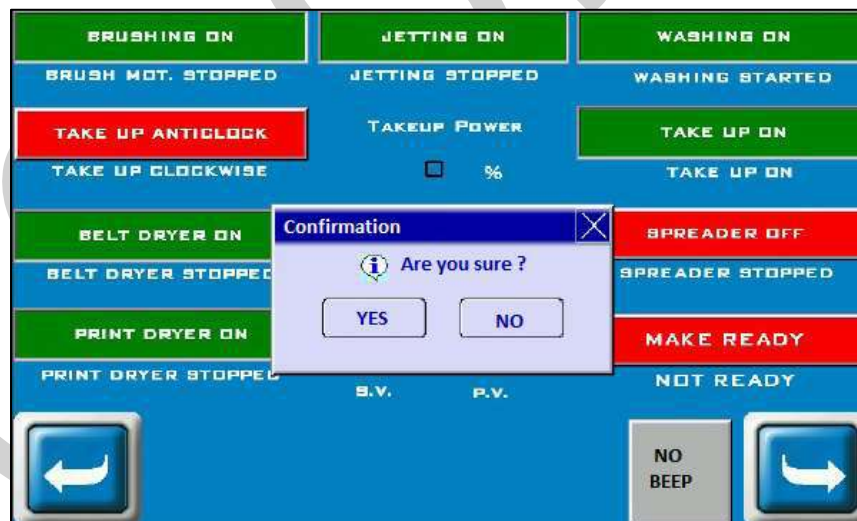 BRUSHING ON
JETTING ON
WASHING ON
BRUSH MOT. STOPPED
JETTING STOPPED
WASHING STARTED
TAKE UP ANTICLOCK
TAKEUP POWER
TAKE UP ON
TAKE UP CLOCKWISE
%
TAKE UP ON
BELT DRYER ON
Confirmation
SPREADER OFF
BELT DRYER STOPPED
Are you sure ?
SPREADER STOPPED
YES
NO
PRINT DRYER ON
MAKE READY
PRINT DRYER STOPPED
S.V.
P.V.
NOT READY
NO
BEEP